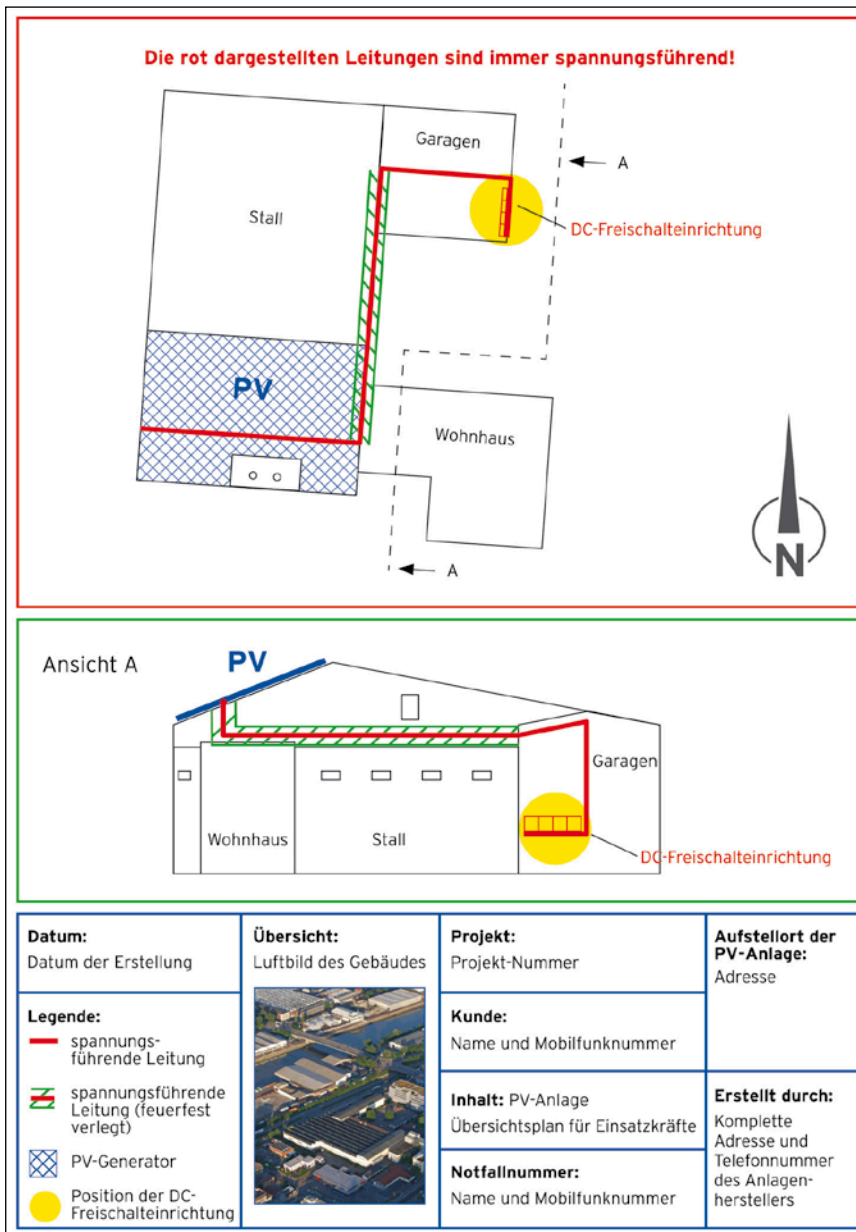 Die rot dargestellten Leitungen sind immer spannungsführend!
Garagen
A
Stall
DC-Freischalteinrichtung
PV
Wohnhaus
A
N
Ansicht A
PV
Garagen
Wohnhaus
Stall
DC-Freischalteinrichtung
Datum:
Datum der Erstellung
Legende:
spannungs-
führende Leitung
spannungsführende
Leitung (feuerfest
verlegt)
PV-Generator
Position der DC-
Freischalteinrichtung
Übersicht:
Luftbild des Gebäudes
Projekt:
Projekt-Nummer
Kunde:
Name und Mobilfunknummer
Inhalt: PV-Anlage
Übersichtsplan für Einsatzkräfte
Notfallnummer:
Name und Mobilfunknummer
Aufstellort der
PV-Anlage:
Adresse
Erstellt durch:
Komplette
Adresse und
Telefonnummer
des Anlagen-
herstellers